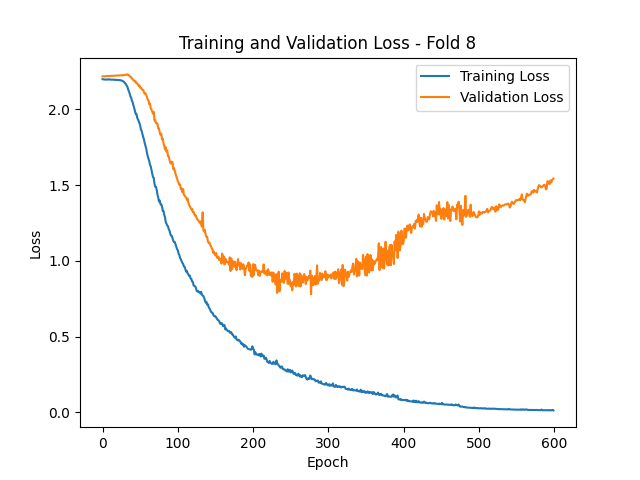 Training and Validation Loss - Fold 8
Training Loss
Validation Loss
2.0
1.5
1.0
0.5
0.0
Loss
0 100 200 300 400 500 600
Epoch